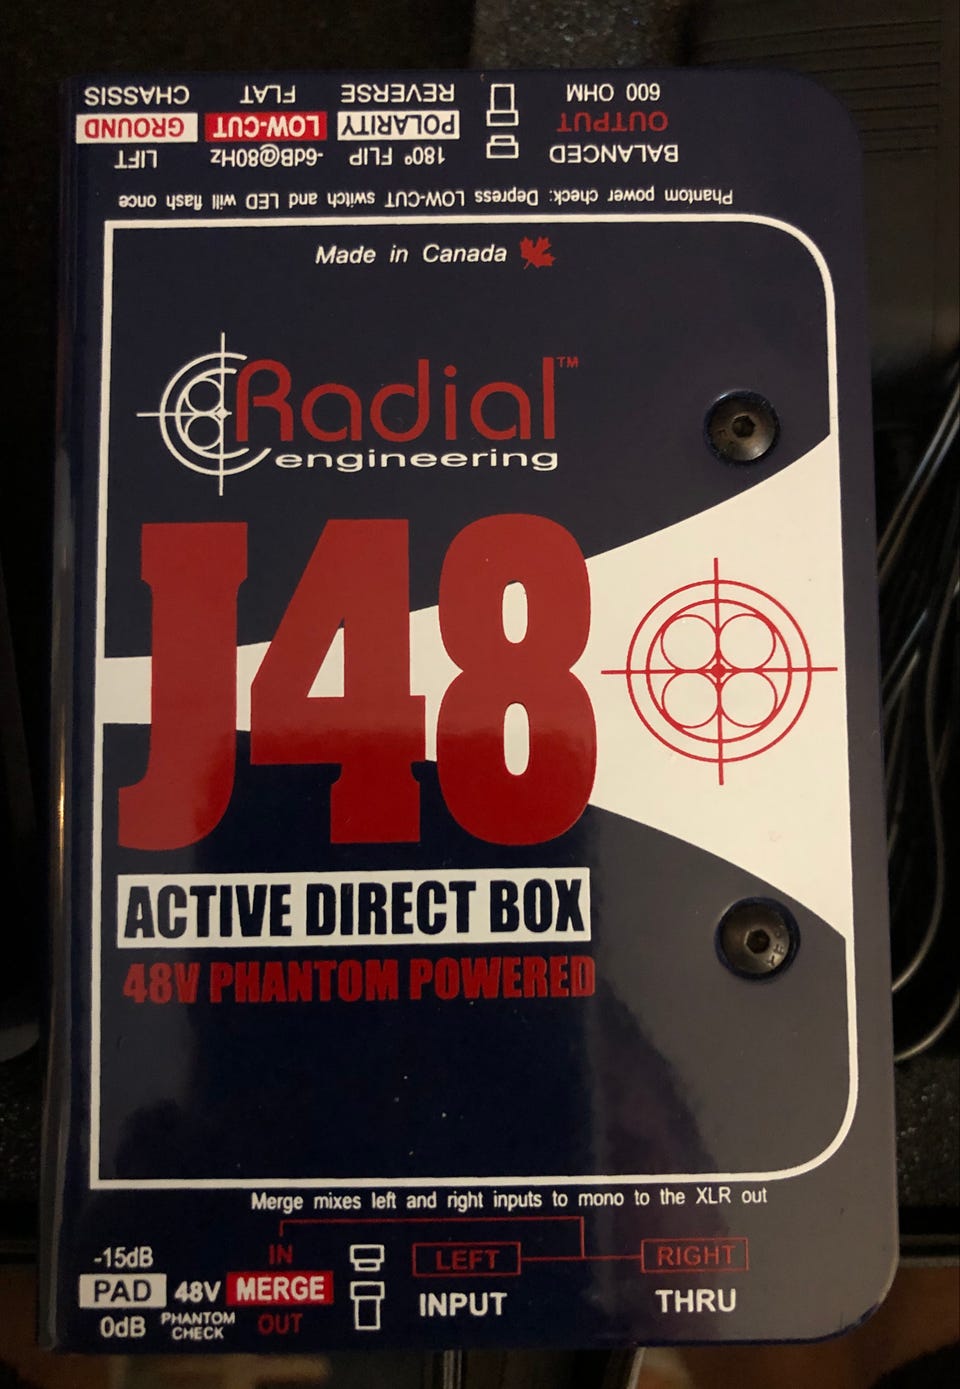 CHASSIS FLAT REVERSE 600 OHM
GROUND LOW-CUT POLARITY OUTPUT
LIFT -6dB@80Hz 180° FLIP BALANCED
Phantom power check: Depress LOW-CUT switch and LED will flash once
Made in Canada
Radial™
engineering
J48
ACTIVE DIRECT BOX
48V PHANTOM POWERED
Merge mixes left and right inputs to mono to the XLR out
-15dB IN LEFT RIGHT
PAD 48V MERGE INPUT THRU
0dB PHANTOM CHECK OUT